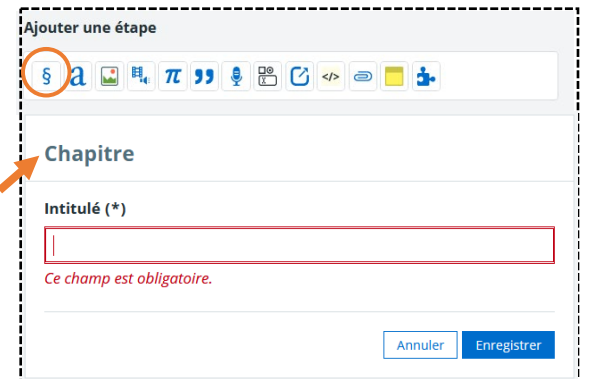 Ajouter une étape
§ a π ❟❟ </>
Chapitre
Intitulé (*)
Ce champ est obligatoire.
Annuler Enregistrer